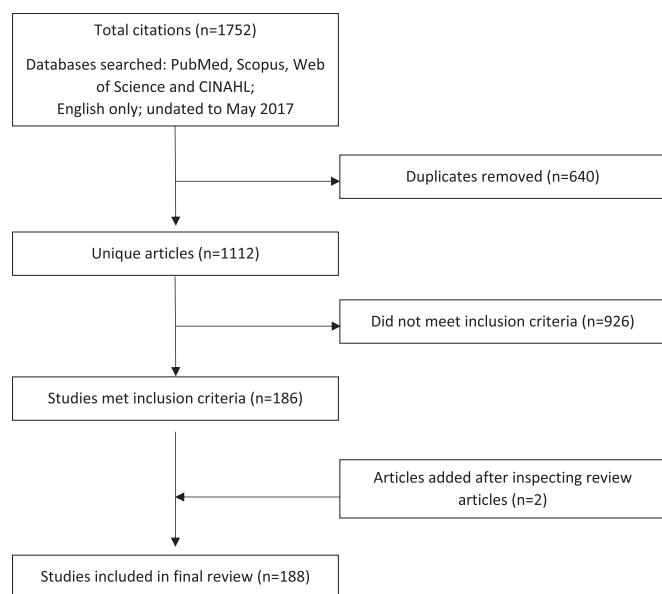 Total citations (n=1752)
Databases searched: PubMed, Scopus, Web
of Science and CINAHL;
English only; undated to May 2017
Duplicates removed (n=640)
Unique articles (n=1112)
Did not meet inclusion criteria (n=926)
Studies met inclusion criteria (n=186)
Articles added after inspecting review
articles (n=2)
Studies included in final review (n=188)